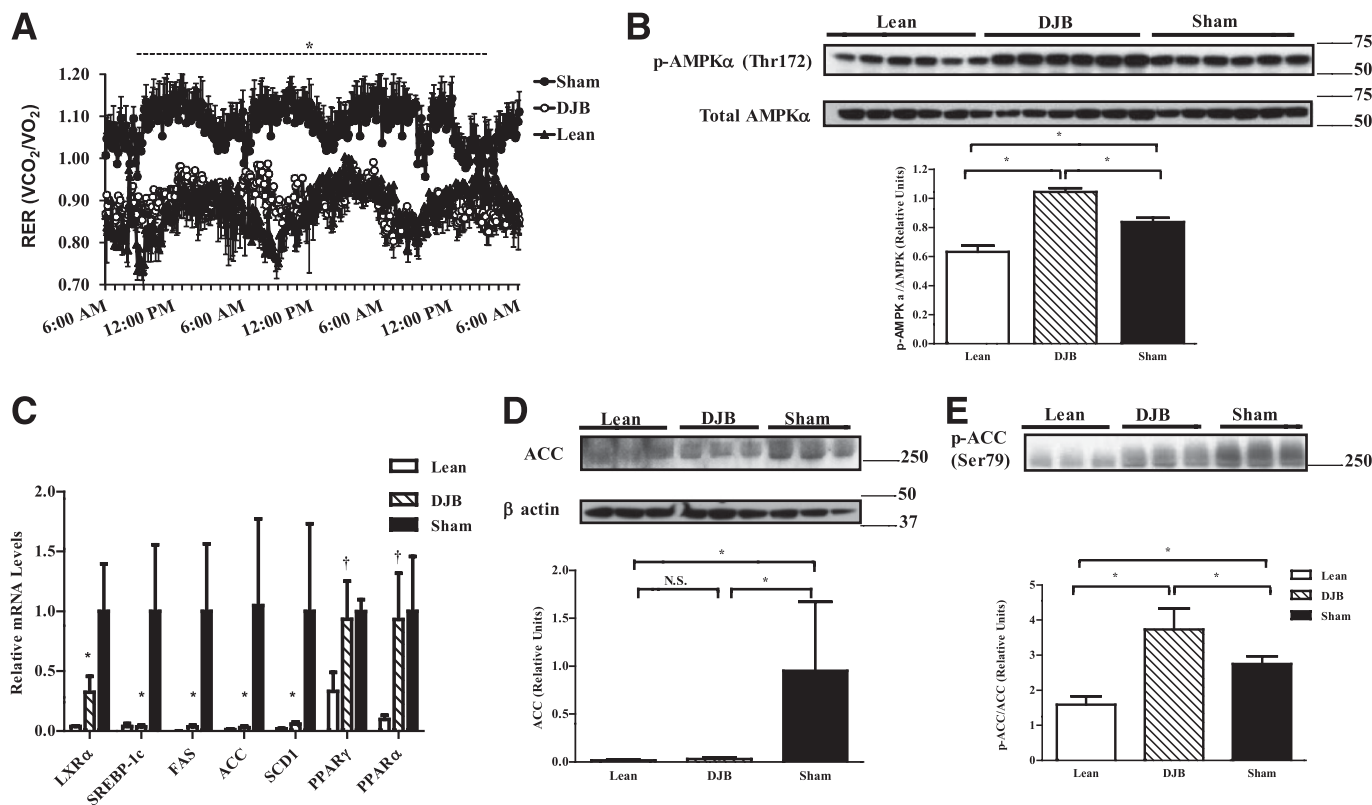 A
*
1.20
1.10
1.00
0.90
0.80
0.70
RER (VCO2/VO2)
Sham
DJB
Lean
6:00 AM
12:00 PM
6:00 AM
12:00 PM
6:00 AM
12:00 PM
6:00 AM
B
Lean
DJB
Sham
p-AMPKα (Thr172)
75
50
Total AMPKα
75
50
*
* *
1.2
1.0
0.8
0.6
0.4
0.2
0.0
p-AMPK a /AMPK (Relative Units)
Lean
DJB
Sham
C
Lean
DJB
Sham
2.0
1.5
1.0
0.5
0.0
Relative mRNA Levels
* * * * * † †
LXRα
SREBP-1c
FAS
ACC
SCD1
PPARγ
PPARα
D
Lean
DJB
Sham
ACC
250
β actin
50
37
*
N.S. *
2.0
1.5
1.0
0.5
0.0
ACC (Relative Units)
Lean
DJB
Sham
E
Lean
DJB
Sham
p-ACC
(Ser79)
250
*
* *
Lean
DJB
Sham
5
4
3
2
1
0
p-ACC/ACC (Relative Units)
Lean
DJB
Sham